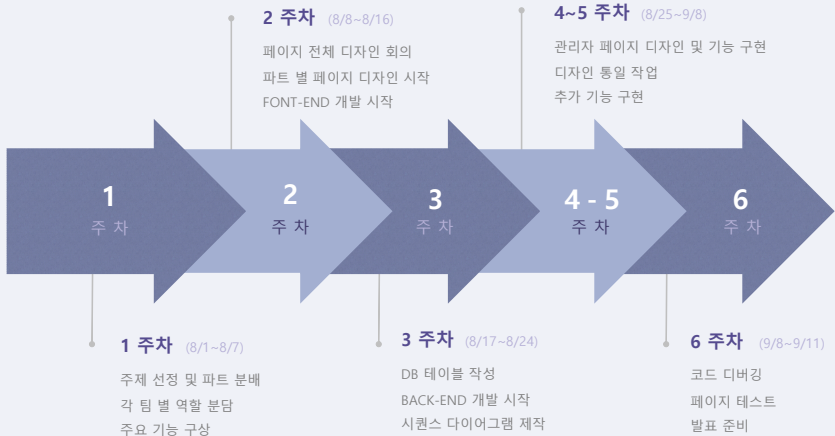 2 주차 (8/8~8/16)
페이지 전체 디자인 회의
파트 별 페이지 디자인 시작
FONT-END 개발 시작
4~5 주차 (8/25~9/8)
관리자 페이지 디자인 및 기능 구현
디자인 통일 작업
추가 기능 구현
1
주 차
2
주 차
3
주 차
4 - 5
주 차
6
주 차
1 주차 (8/1~8/7)
주제 선정 및 파트 분배
각 팀 별 역할 분담
주요 기능 구상
3 주차 (8/17~8/24)
DB 테이블 작성
BACK-END 개발 시작
시퀀스 다이어그램 제작
6 주차 (9/8~9/11)
코드 디버깅
페이지 테스트
발표 준비